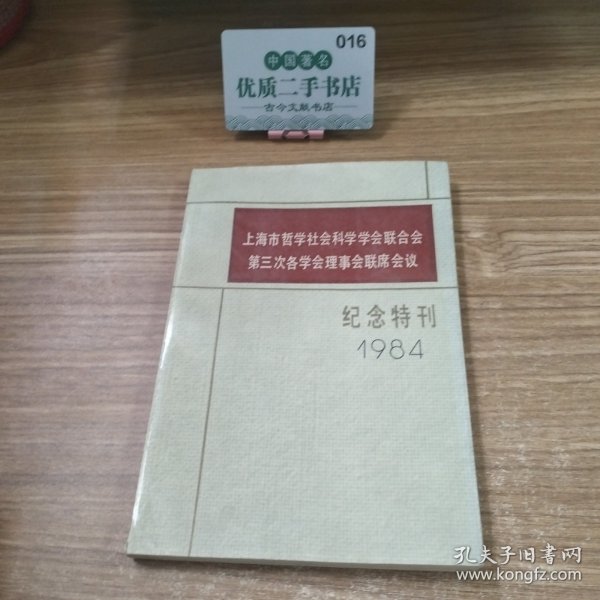 016
中国著名
优质二手书店
古今文献书店
上海市哲学社会科学学会联合会
第三次各学会理事会联席会议
纪念特刊
1984
孔夫子旧书网
www.kongfz.com